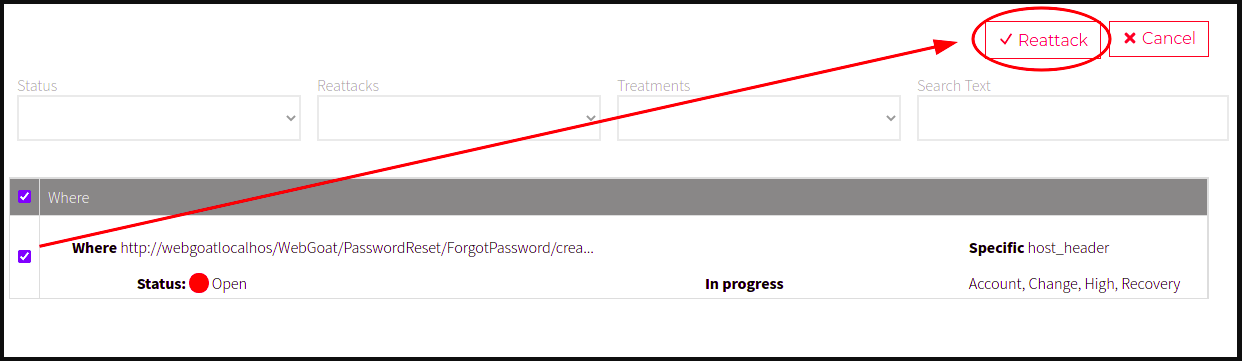 Reattack
Cancel
Status
Reattacks
Treatments
Search Text
Where
Where http://webgoatlocalhos/WebGoat/PasswordReset/ForgotPassword/crea...
Specific host_header
Status: Open
In progress
Account, Change, High, Recovery